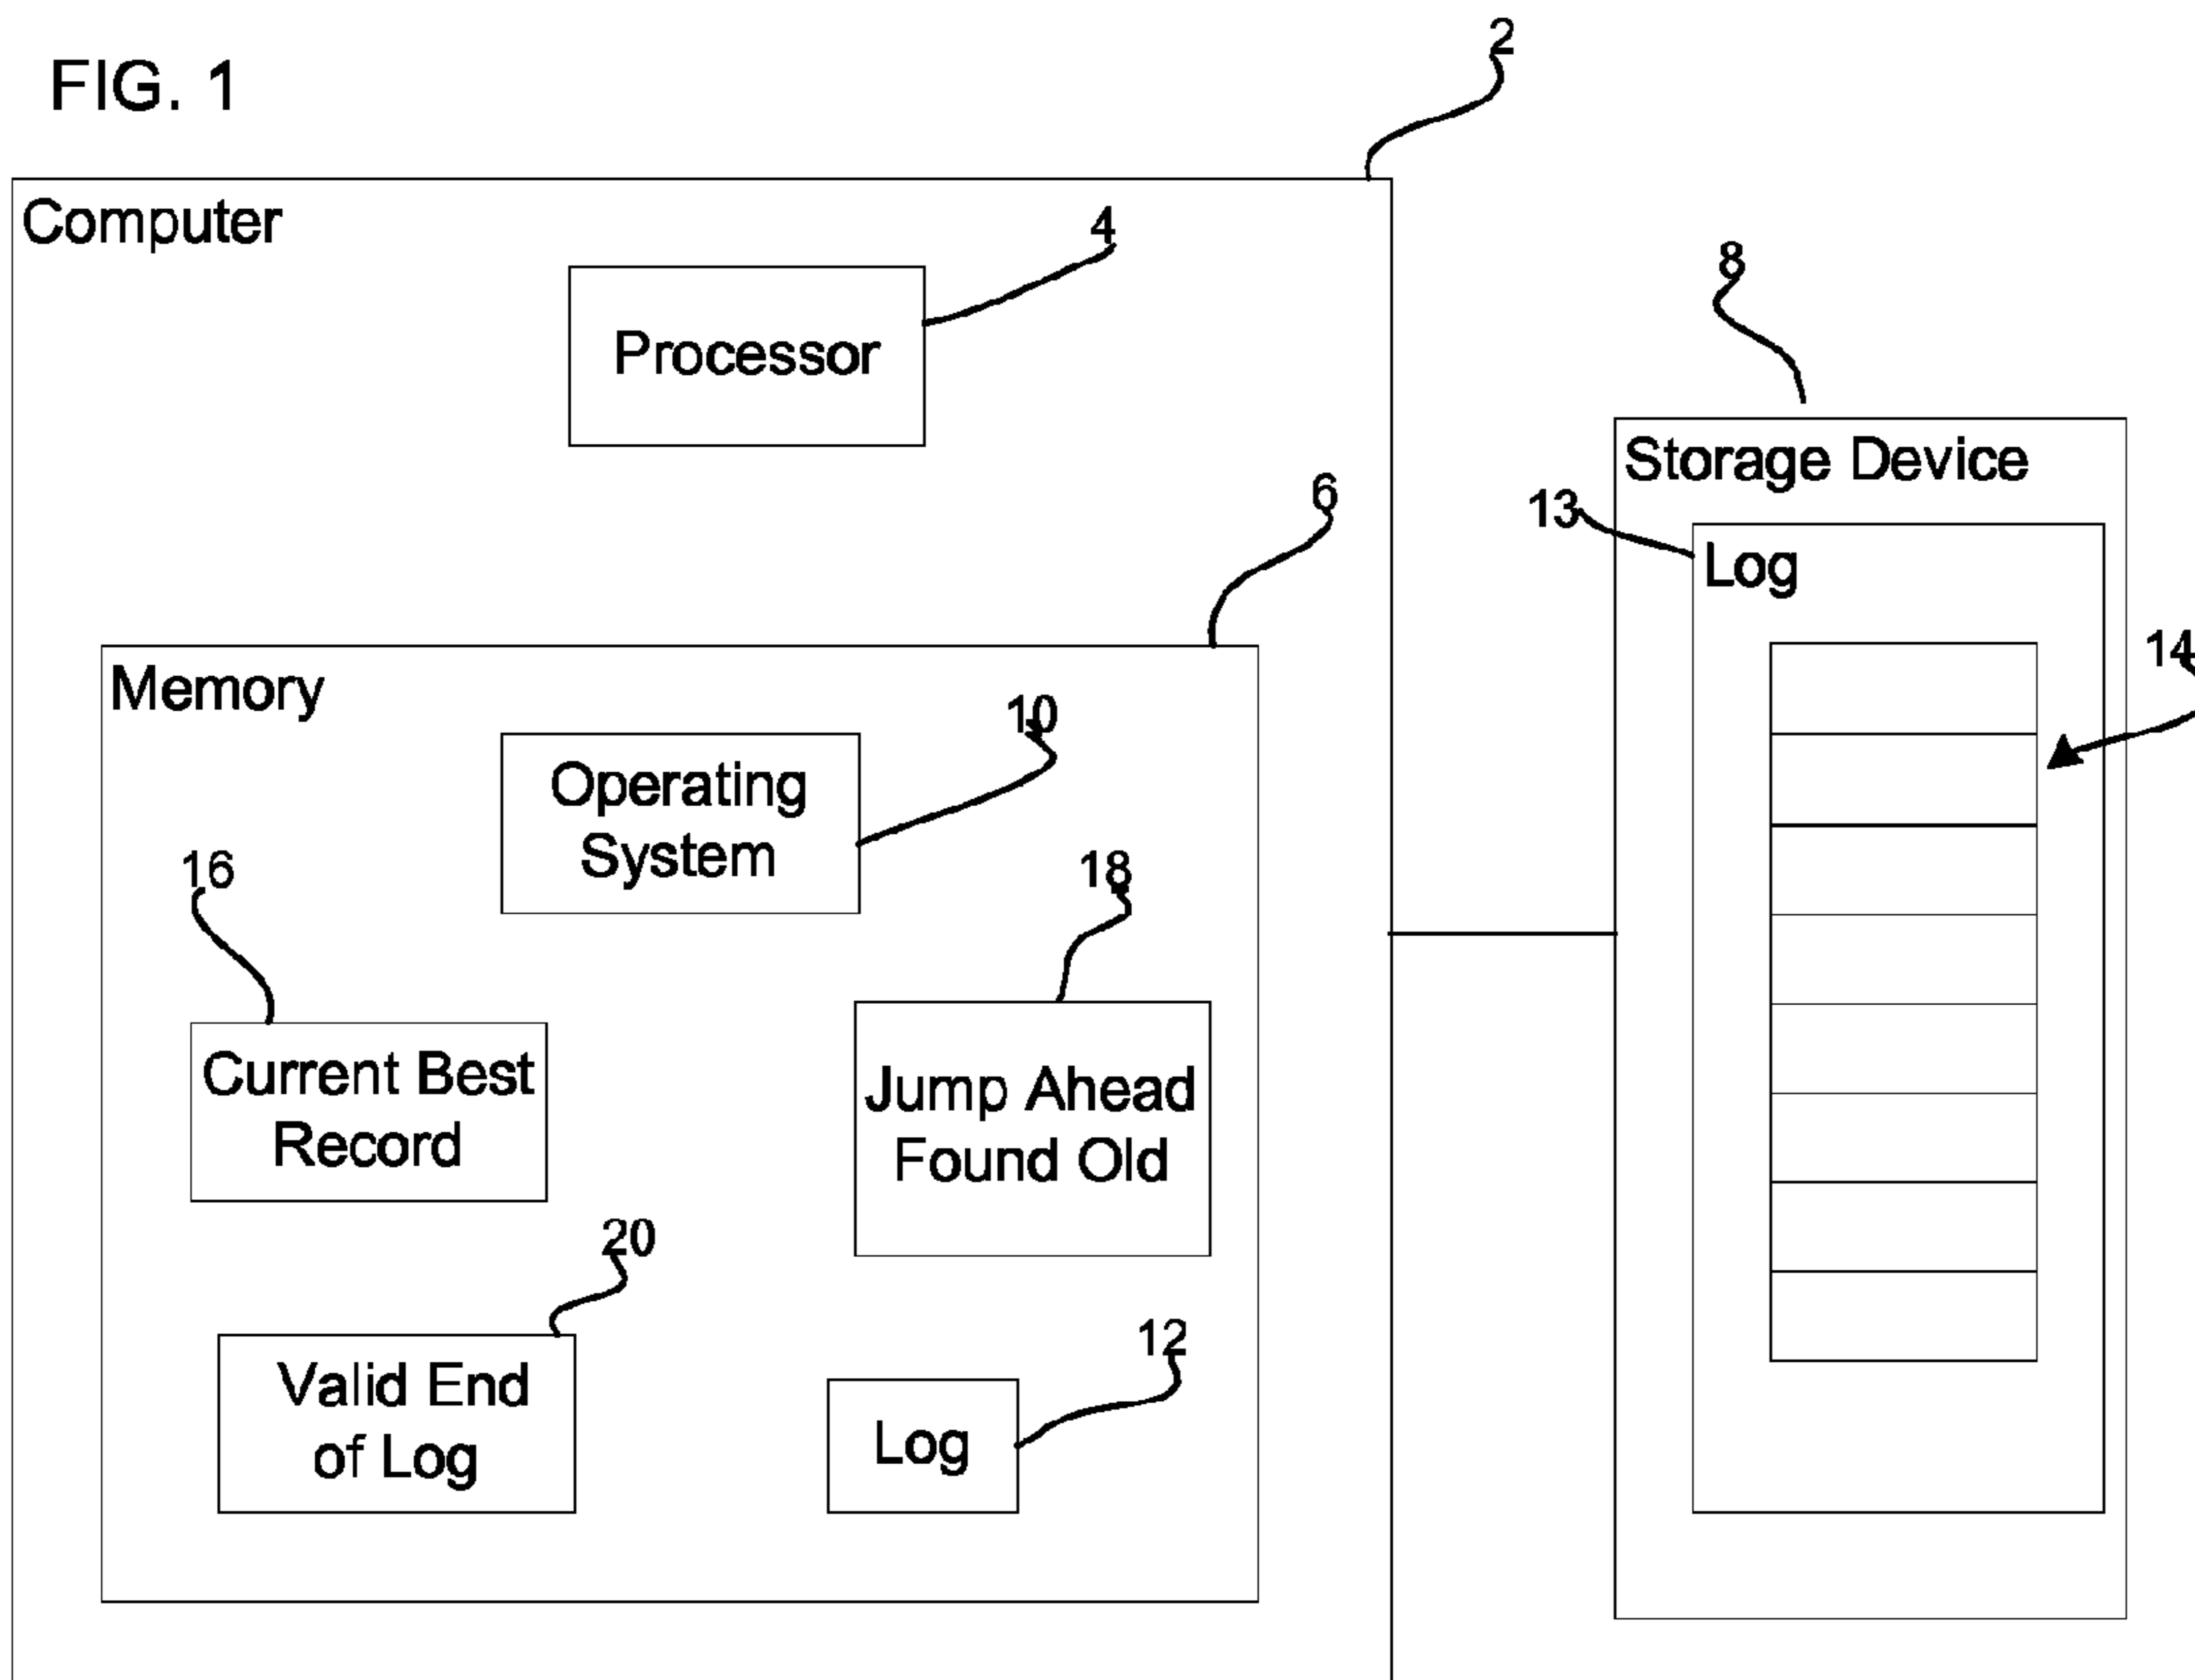 FIG. 1
2
Computer
4
Processor
8
Storage Device
6
13
Log
14
Memory
10
Operating
System
16
18
Current Best
Record
Jump Ahead
Found Old
20
Valid End
of Log
12
Log